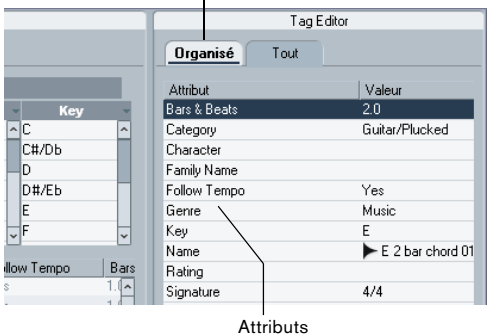 Tag Editor
Organisé Tout
Attribut Valeur
Bars & Beats 2.0
Category Guitar/Plucked
Character
Family Name
Follow Tempo Yes
Genre Music
Key E
Name E 2 bar chord 01
Rating
Signature 4/4
Key
C
C#/Db
D
D#/Eb
E
F
Tempo Bars
Attributs